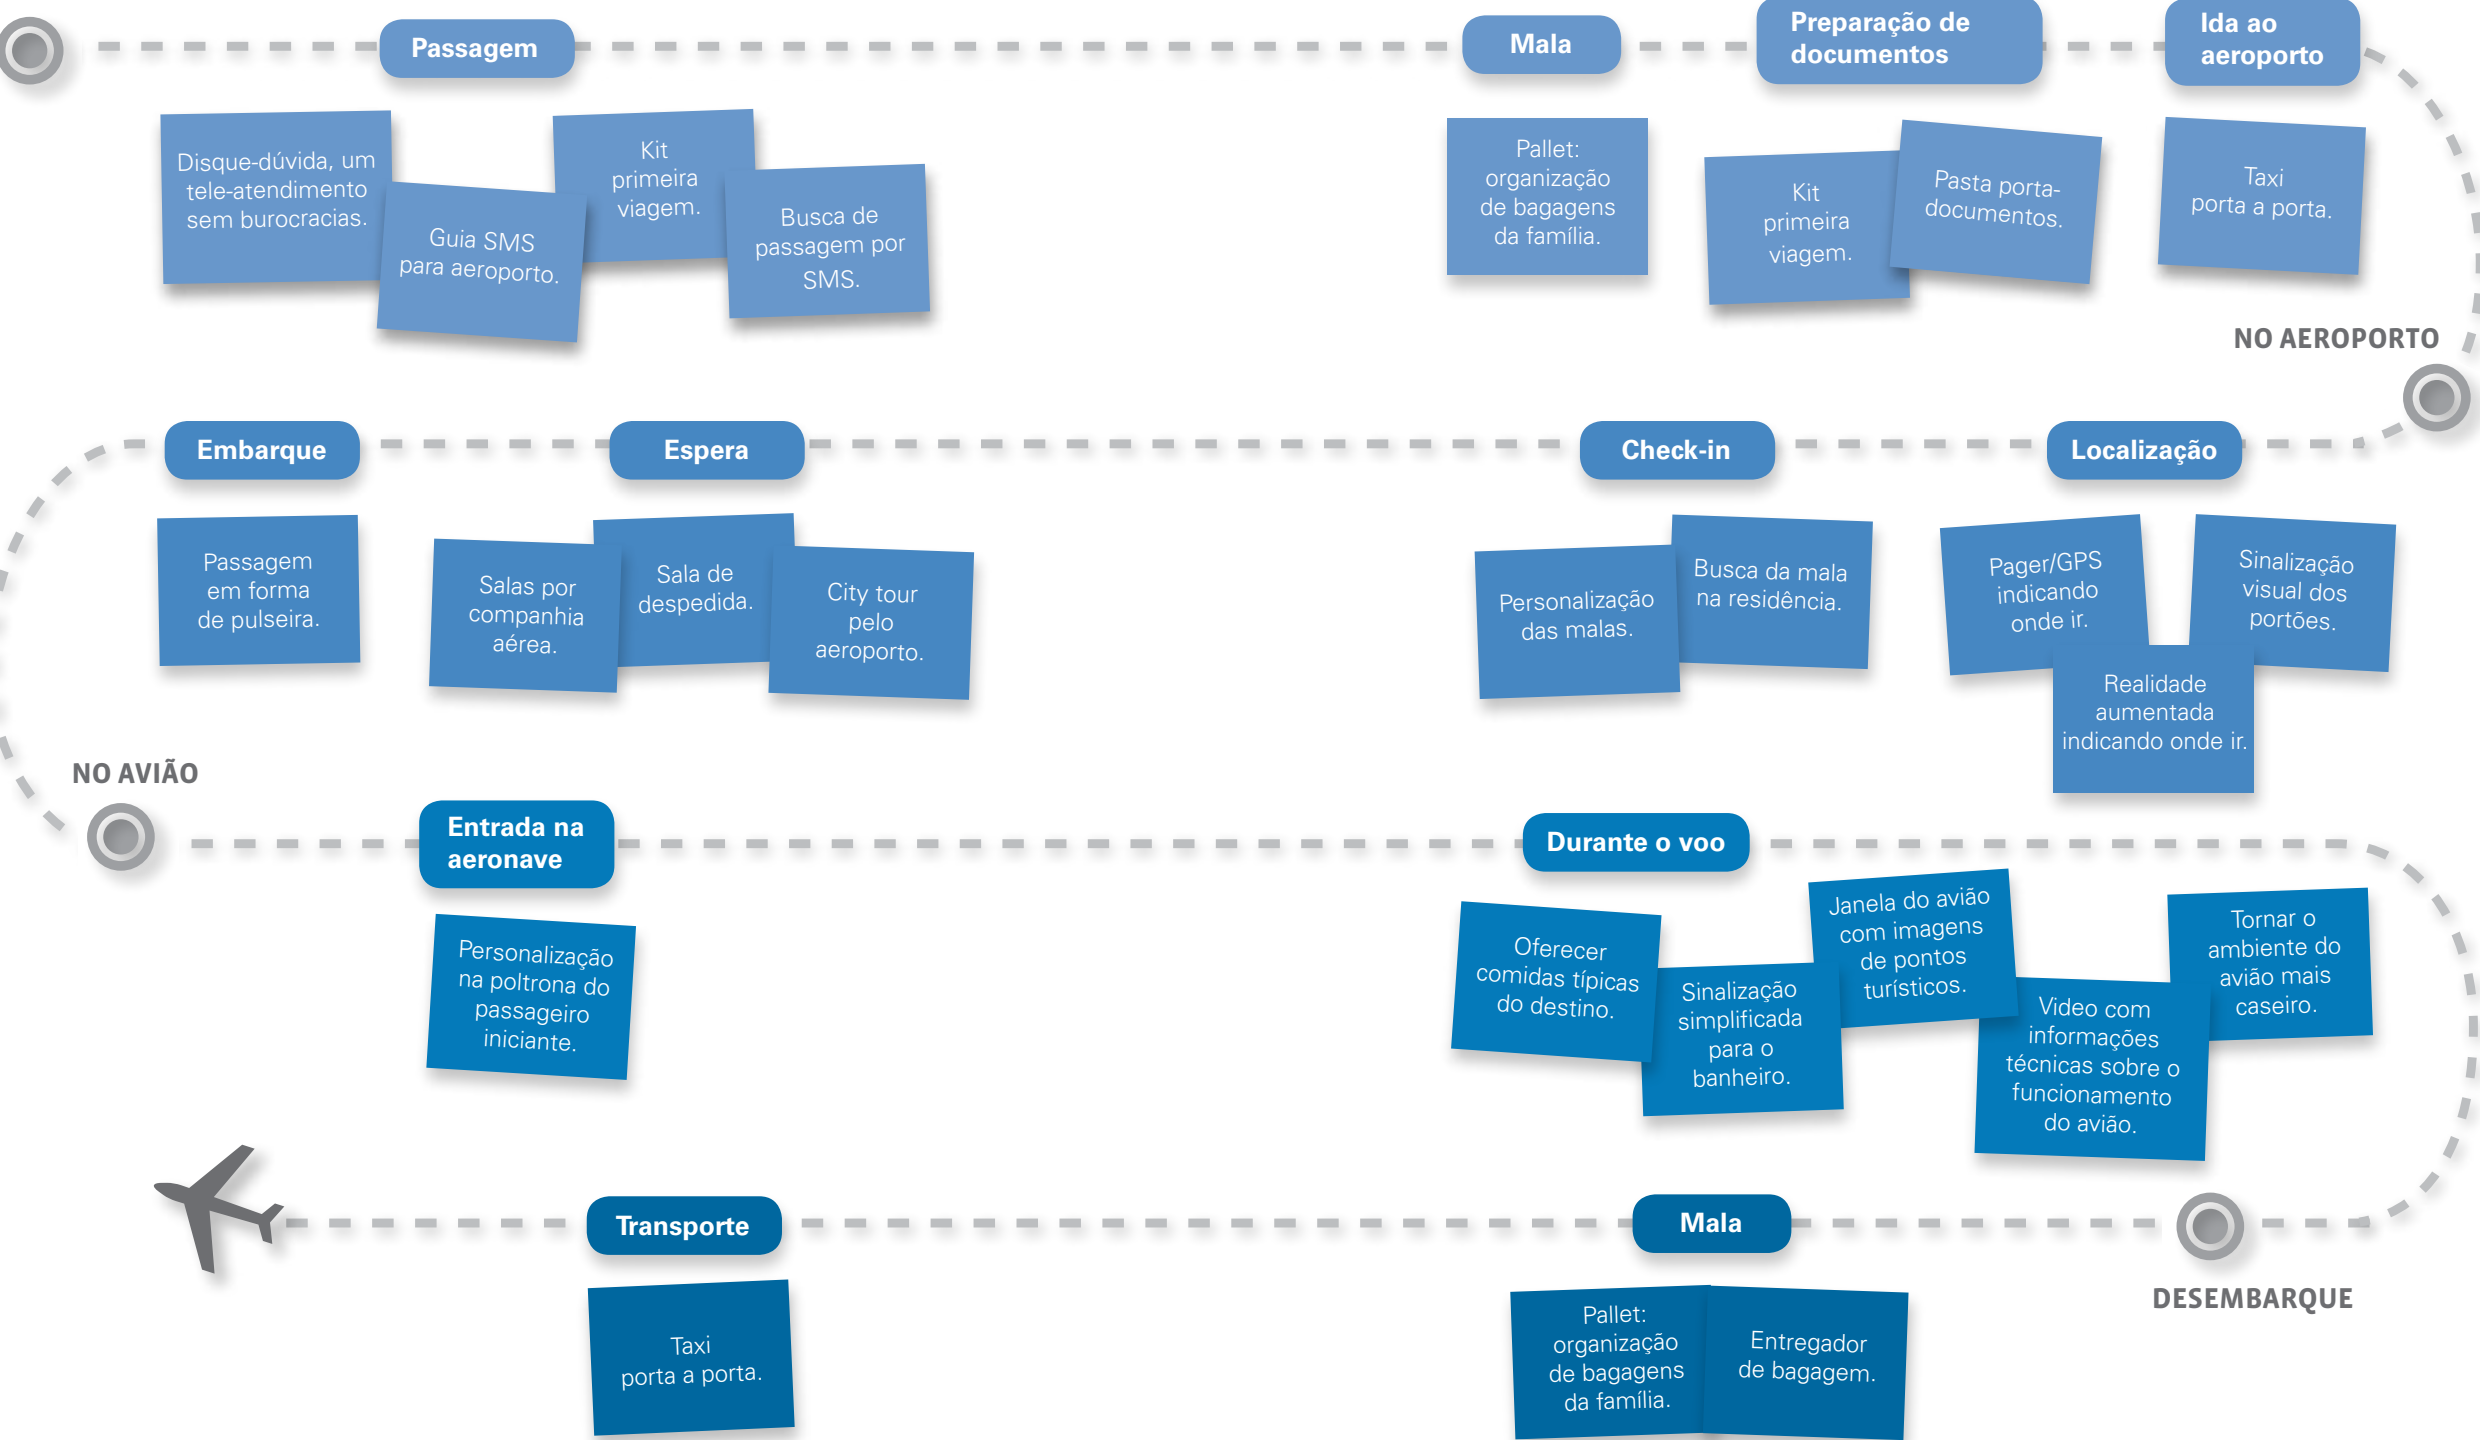 Passagem
Mala
Preparação de
documentos
Ida ao
aeroporto
Disque-dúvida, um
tele-atendimento
sem burocracias.
Guia SMS
para aeroporto.
Kit
primeira
viagem.
Busca de
passagem por
SMS.
Pallet:
organização
de bagagens
da família.
Kit
primeira
viagem.
Pasta porta-
documentos.
Taxi
porta a porta.
NO AEROPORTO
Embarque
Espera
Check-in
Localização
Passagem
em forma
de pulseira.
Salas por
companhia
aérea.
Sala de
despedida.
City tour
pelo
aeroporto.
Personalização
das malas.
Busca da mala
na residência.
Pager/GPS
indicando
onde ir.
Realidade
aumentada
indicando onde ir.
Sinalização
visual dos
portões.
NO AVIÃO
Entrada na
aeronave
Durante o voo
Personalização
na poltrona do
passageiro
iniciante.
Oferecer
comidas típicas
do destino.
Sinalização
simplificada
para o
banheiro.
Janela do avião
com imagens
de pontos
turísticos.
Video com
informações
técnicas sobre o
funcionamento
do avião.
Tornar o
ambiente do
avião mais
caseiro.
Transporte
Mala
DESEMBARQUE
Taxi
porta a porta.
Pallet:
organização
de bagagens
da família.
Entregador
de bagagem.